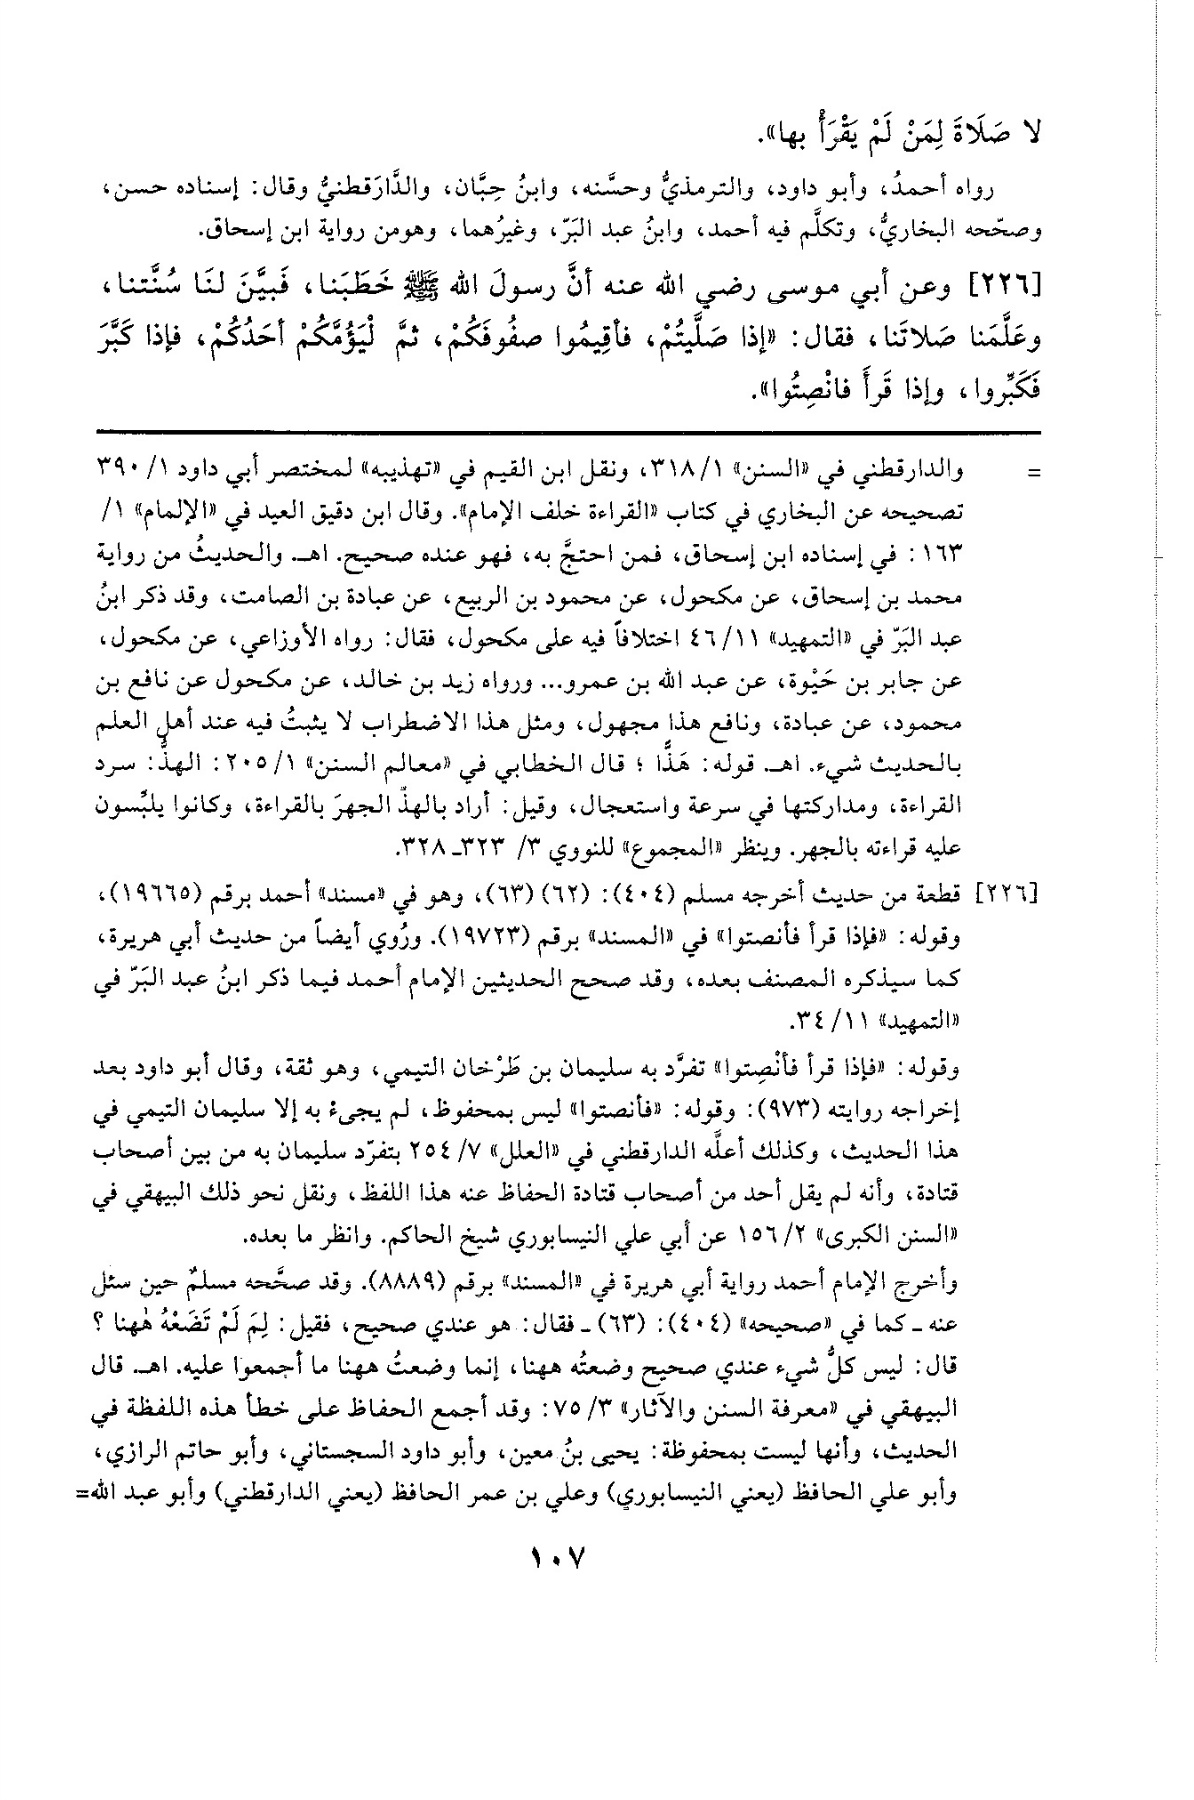 لا صَلَاةَ لِمَنْ لَمْ يَقْرَأْ بها».
رواه أحمدُ، وأبو داود، والترمذيُّ وحسَّنه، وابنُ حِبَّان، والدَّارَقطنيُّ وقال: إسناده حسن،
وصحّحه البخاريُّ، وتكلَّم فيه أحمد، وابنُ عبد البَرّ، وغيرُهما، وهومن رواية ابن إسحاق.
[٢٢٦] وعن أبي موسى رضي الله عنه أنَّ رسولَ الله ﷺ خَطَبَنا، فَبيَّنَ لنَا سُنَّتنا،
وعَلَّمَنا صَلاتَنا، فقال: «إذا صَلَّيتُمْ، فأقِيمُوا صفُوفَكُمْ، ثمَّ لْيَؤُمَّكُمْ أحَدُكُمْ، فإذا كَبَّرَ
فَكَبِّروا، وإذا قَرأَ فانْصِتُوا».
= والدارقطني في «السنن» ٣١٨/١، ونقل ابن القيم في «تهذيبه» لمختصر أبي داود ١/ ٣٩٠
تصحيحه عن البخاري في كتاب «القراءة خلف الإمام». وقال ابن دقيق العيد في «الإلمام» ١/
١٦٣: في إسناده ابن إسحاق، فمن احتجَّ به، فهو عنده صحيح. اهـ. والحديثُ من رواية
محمد بن إسحاق، عن مكحول، عن محمود بن الربيع، عن عبادة بن الصامت، وقد ذكر ابنُ
عبد البَرّ في «التمهيد» ٤٦/١١ اختلافاً فيه على مكحول، فقال: رواه الأوزاعي، عن مكحول،
عن جابر بن حَيْوة، عن عبد الله بن عمرو... ورواه زيد بن خالد، عن مكحول عن نافع بن
محمود، عن عبادة، ونافع هذا مجهول، ومثل هذا الاضطراب لا يثبتُ فيه عند أهل العلم
بالحديث شيء. اهـ. قوله: هَذًّا ؛ قال الخطابي في «معالم السنن» ٢٠٥/١: الهذُّ: سرد
القراءة، ومداركتها في سرعة واستعجال، وقيل: أراد بالهذّ الجهرَ بالقراءة، وكانوا يلبِّسون
عليه قراءته بالجهر. وينظر «المجموع» للنووي ٣/ ٣٢٣ـ ٣٢٨.
[٢٢٦] قطعة من حديث أخرجه مسلم (٤٠٤): (٦٢) (٦٣)، وهو في «مسند» أحمد برقم (١٩٦٦٥)،
وقوله: «فإذا قرأ فأنصتوا» في «المسند» برقم (١٩٧٢٣). ورُوي أيضاً من حديث أبي هريرة،
كما سيذكره المصنف بعده، وقد صحح الحديثين الإمام أحمد فيما ذكر ابنُ عبد البَرّ في
«التمهيد» ١١/ ٣٤.
وقوله: «فإذا قرأ فأنْصِتوا» تفرَّد به سليمان بن طَرْخان التيمي، وهو ثقة، وقال أبو داود بعد
إخراجه روايته (٩٧٣): وقوله: «فأنصتوا» ليس بمحفوظ، لم يجىءْ به إلا سليمان التيمي في
هذا الحديث، وكذلك أعلَّه الدارقطني في «العلل» ٧/ ٢٥٤ بتفرّد سليمان به من بين أصحاب
قتادة، وأنه لم يقل أحد من أصحاب قتادة الحفاظ عنه هذا اللفظ، ونقل نحو ذلك البيهقي في
«السنن الكبرى» ١٥٦/٢ عن أبي علي النيسابوري شيخ الحاكم. وانظر ما بعده.
وأخرج الإمام أحمد رواية أبي هريرة في «المسند» برقم (٨٨٨٩). وقد صحَّحه مسلمٌ حين سئل
عنه ـ كما في «صحيحه» (٤٠٤): (٦٣) ـ فقال: هو عندي صحيح، فقيل: لِمَ لَمْ تَضَعْهُ هٰهنا ؟
قال: ليس كلُّ شيء عندي صحيح وضعتُه ههنا، إنما وضعتُ ههنا ما أجمعوا عليه. اهـ. قال
البيهقي في «معرفة السنن والآثار» ٧٥/٣: وقد أجمع الحفاظ على خطأ هذه اللفظة في
الحديث، وأنها ليست بمحفوظة: يحيى بنُ معين، وأبو داود السجستاني، وأبو حاتم الرازي،
وأبو علي الحافظ (يعني النيسابوري) وعلي بن عمر الحافظ (يعني الدارقطني) وأبو عبد الله=
١٠٧